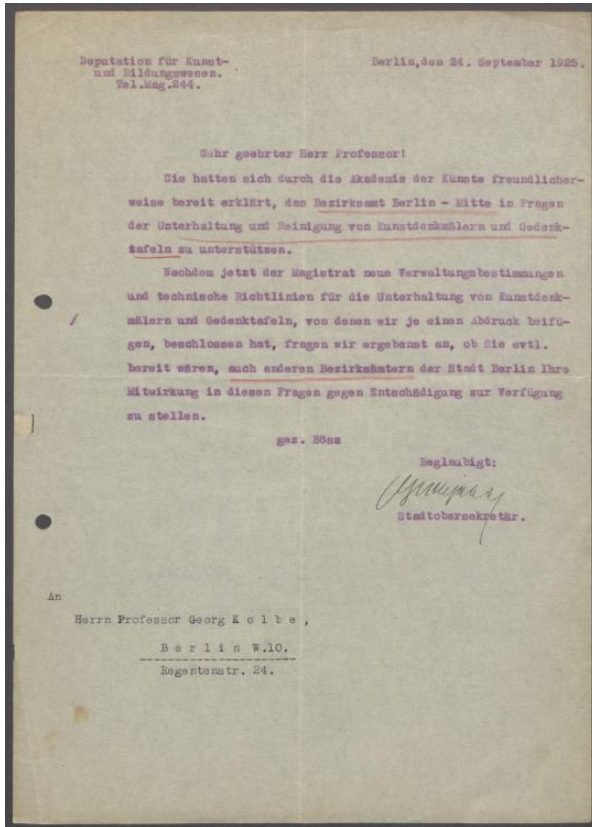 Deputation für Kunst-
und Bildungswesen.
Tel.Mag.244.
Berlin,den 24. September 1925.
Sehr geehrter Herr Professor!
Sie hatten sich durch die Akademie der Künste freundlicher-
weise bereit erklärt, den Bezirksamt Berlin - Mitte in Fragen
der Unterhaltung und Reinigung von Kunstdenkmälern und Gedenk-
tafeln zu unterstützen.
Nachdem jetzt der Magistrat neue Verwaltungsbestimmungen
und technische Richtlinien für die Unterhaltung von Kunstdenk-
mälern und Gedenktafeln, von denen wir je einen Abdruck beifü-
gen, beschlossen hat, fragen wir ergebenst an, ob Sie evtl.
bereit wären, auch anderen Bezirksämtern der Stadt Berlin Ihre
Mitwirkung in diesen Fragen gegen Entschädigung zur Verfügung
zu stellen.
gez. Böss
Beglaubigt:
Stadtobersekretär.
An
Herrn Professor Georg K o l b e ,
B e r l i n W.10.
Regentenstr. 24.